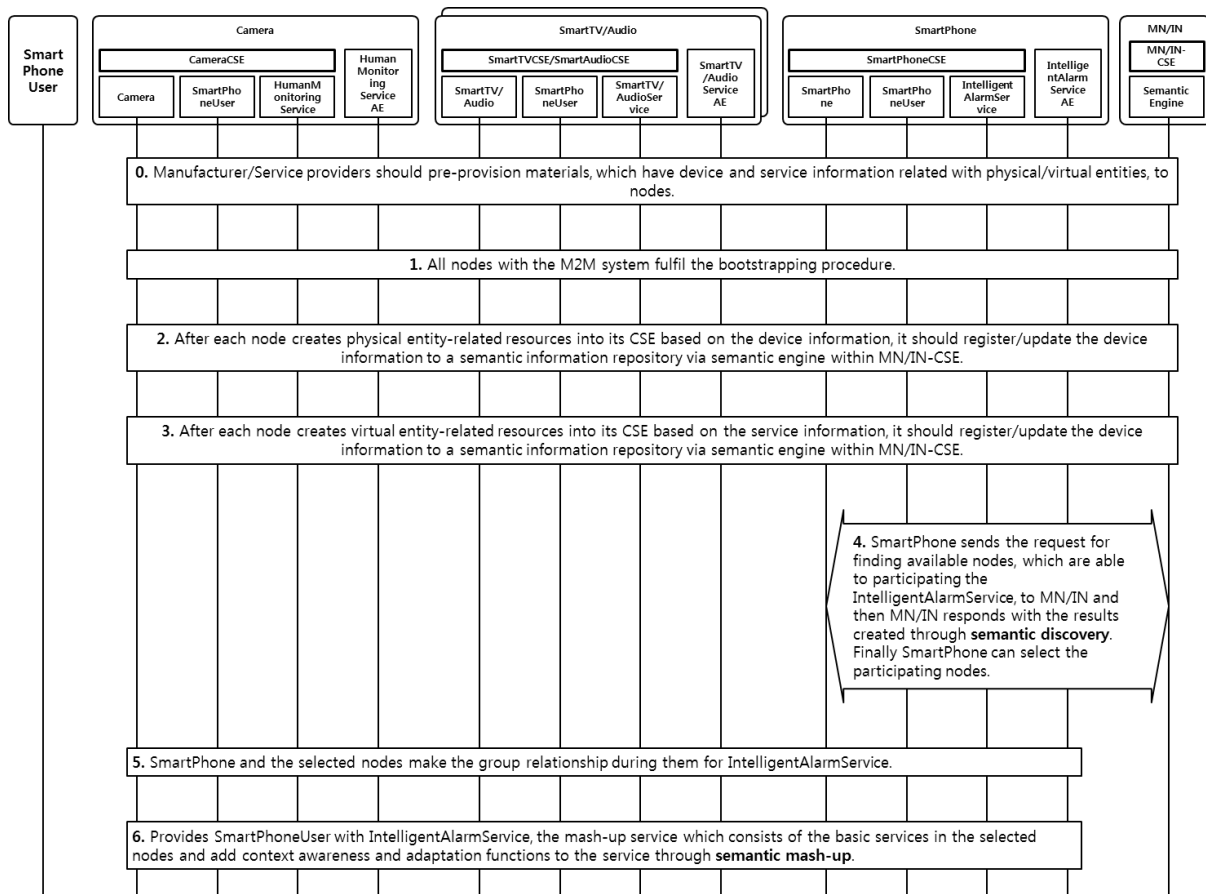 Smart
Phone
User
Camera
CameraCSE
Camera
SmartPho
neUser
HumanM
onitoring
Service
Human
Monitor
ing
Service
AE
SmartTV/Audio
SmartTVCSE/SmartAudioCSE
SmartTV/
Audio
SmartPho
neUser
SmartTV/
AudioSer
vice
SmartTV
/Audio
Service
AE
SmartPhone
SmartPhoneCSE
SmartPho
ne
SmartPho
neUser
Intelligent
AlarmServ
ice
Intellige
ntAlarm
Service
AE
MN/IN
MN/IN-
CSE
Semantic
Engine
0. Manufacturer/Service providers should pre-provision materials, which have device and service information related with physical/virtual entities, to
nodes.
1. All nodes with the M2M system fulfil the bootstrapping procedure.
2. After each node creates physical entity-related resources into its CSE based on the device information, it should register/update the device
information to a semantic information repository via semantic engine within MN/IN-CSE.
3. After each node creates virtual entity-related resources into its CSE based on the service information, it should register/update the device
information to a semantic information repository via semantic engine within MN/IN-CSE.
4. SmartPhone sends the request for
finding available nodes, which are able
to participating the
IntelligentAlarmService, to MN/IN and
then MN/IN responds with the results
created through semantic discovery.
Finally SmartPhone can select the
participating nodes.
5. SmartPhone and the selected nodes make the group relationship during them for IntelligentAlarmService.
6. Provides SmartPhoneUser with IntelligentAlarmService, the mash-up service which consists of the basic services in the selected
nodes and add context awareness and adaptation functions to the service through semantic mash-up.